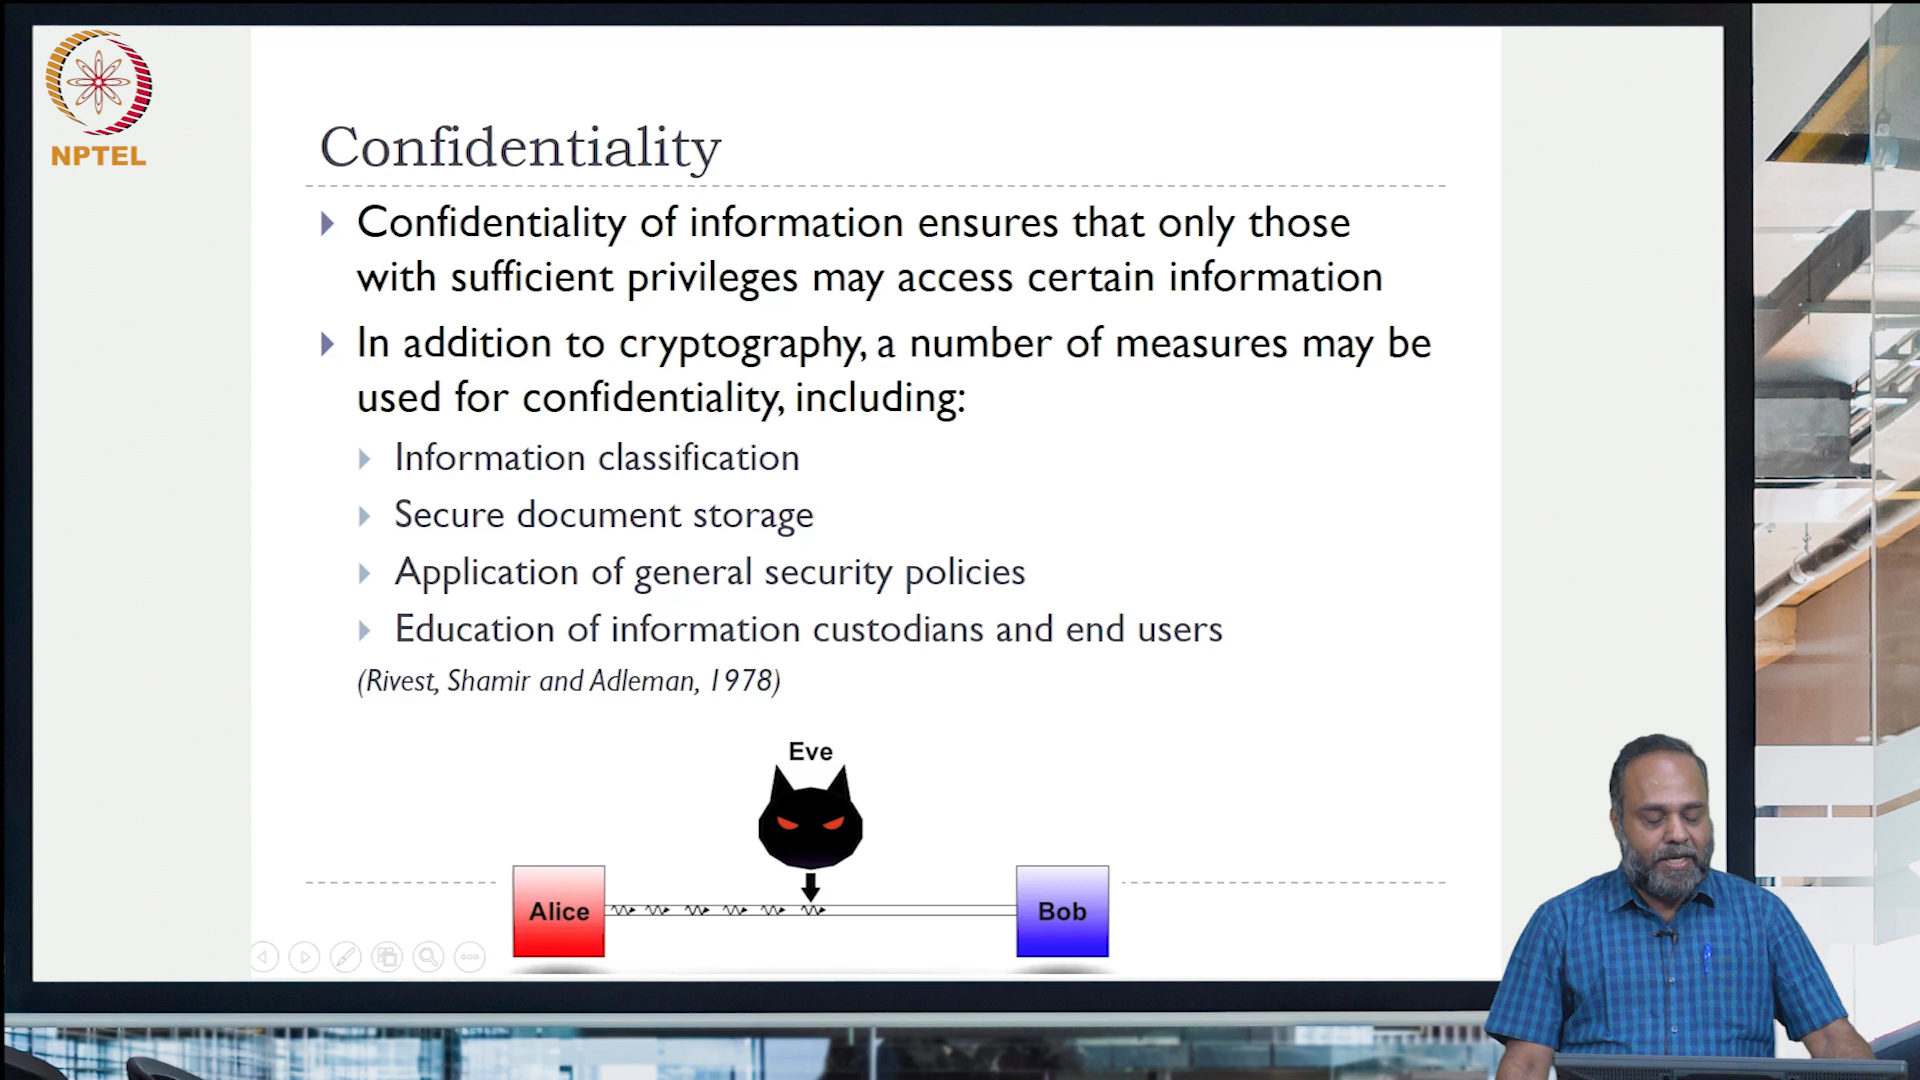 NPTEL
Confidentiality
Confidentiality of information ensures that only those
with sufficient privileges may access certain information
In addition to cryptography, a number of measures may be
used for confidentiality, including:
Information classification
Secure document storage
Application of general security policies
Education of information custodians and end users
(Rivest, Shamir and Adleman, 1978)
Eve
Alice
Bob